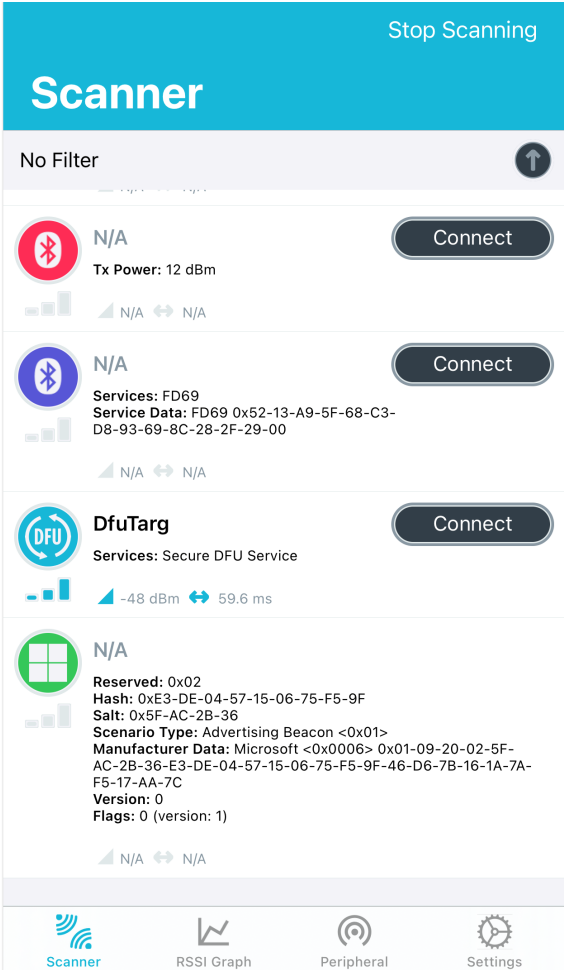 Stop Scanning
Scanner
No Filter
N/A
Connect
Tx Power: 12 dBm
N/A N/A
N/A
Connect
Services: FD69
Service Data: FD69 0x52-13-A9-5F-68-C3-
D8-93-69-8C-28-2F-29-00
N/A N/A
DFU
DfuTarg
Connect
Services: Secure DFU Service
-48 dBm 59.6 ms
N/A
Reserved: 0x02
Hash: 0xE3-DE-04-57-15-06-75-F5-9F
Salt: 0x5F-AC-2B-36
Scenario Type: Advertising Beacon <0x01>
Manufacturer Data: Microsoft <0x0006> 0x01-09-20-02-5F-
AC-2B-36-E3-DE-04-57-15-06-75-F5-9F-46-D6-7B-16-1A-7A-
F5-17-AA-7C
Version: 0
Flags: 0 (version: 1)
N/A N/A
Scanner RSSI Graph Peripheral Settings